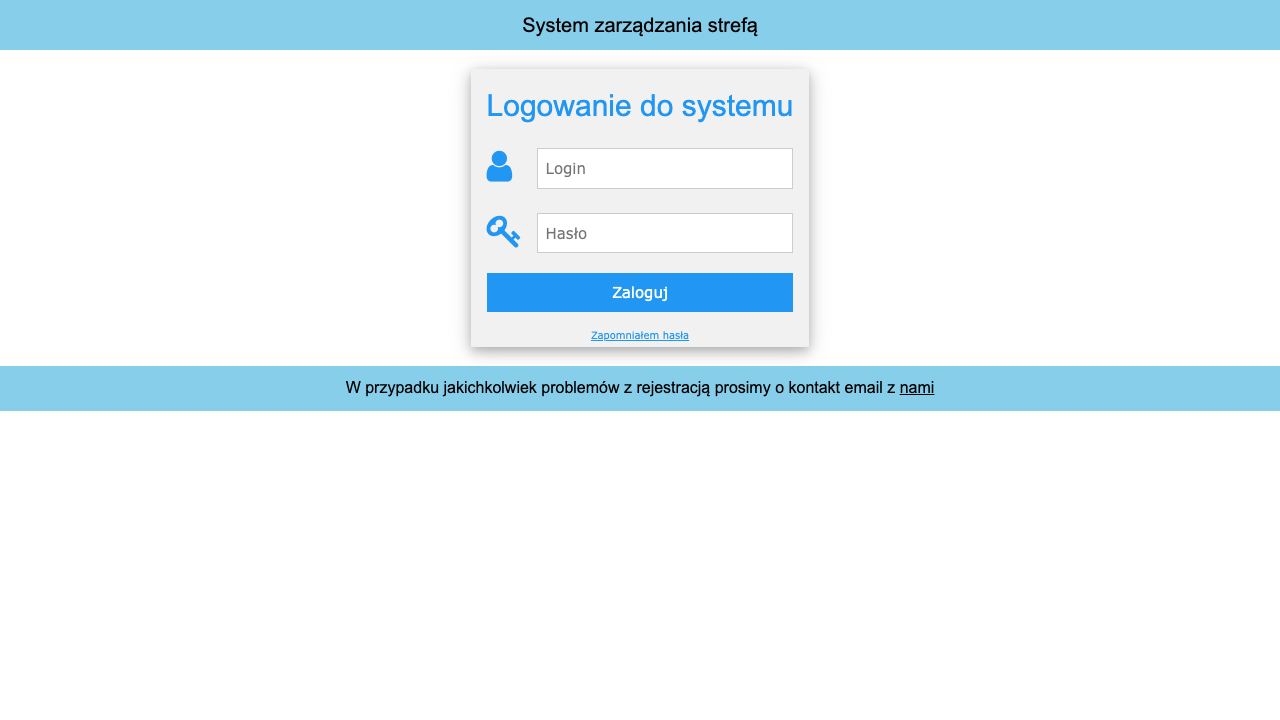 System zarządzania strefą
Logowanie do systemu
Login
Hasło
Zaloguj
Zapomniałem hasła
W przypadku jakichkolwiek problemów z rejestracją prosimy o kontakt email z nami